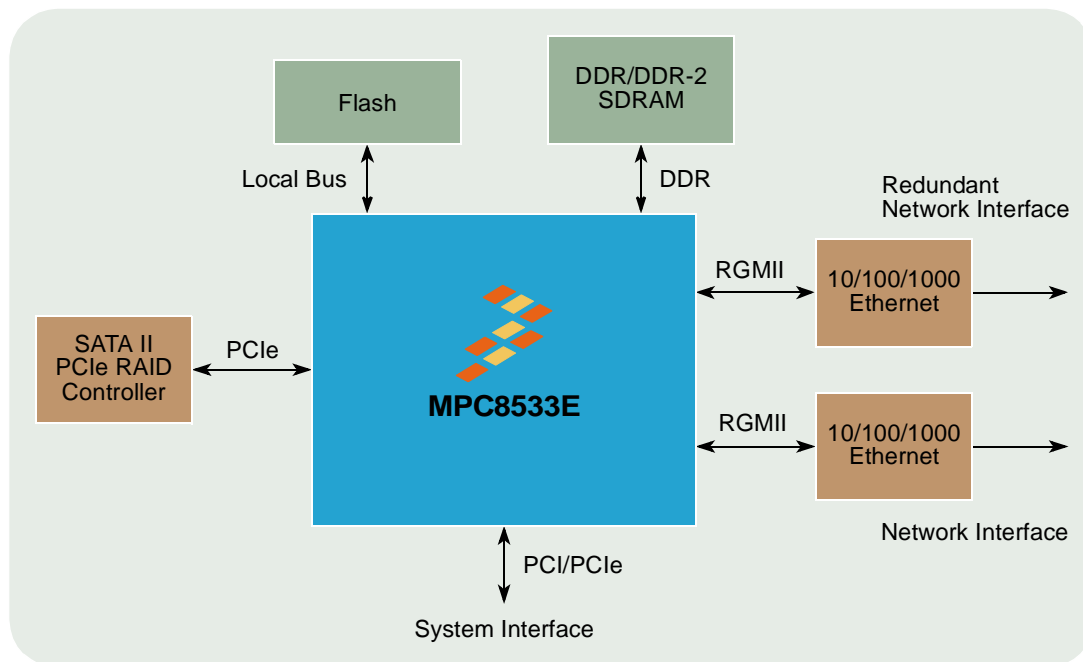 DDR/DDR-2
SDRAM
Flash
Local Bus
DDR
Redundant
Network Interface
RGMII
10/100/1000
Ethernet
SATA II
PCIe RAID
Controller
PCIe
MPC8533E
RGMII
10/100/1000
Ethernet
Network Interface
PCI/PCIe
System Interface